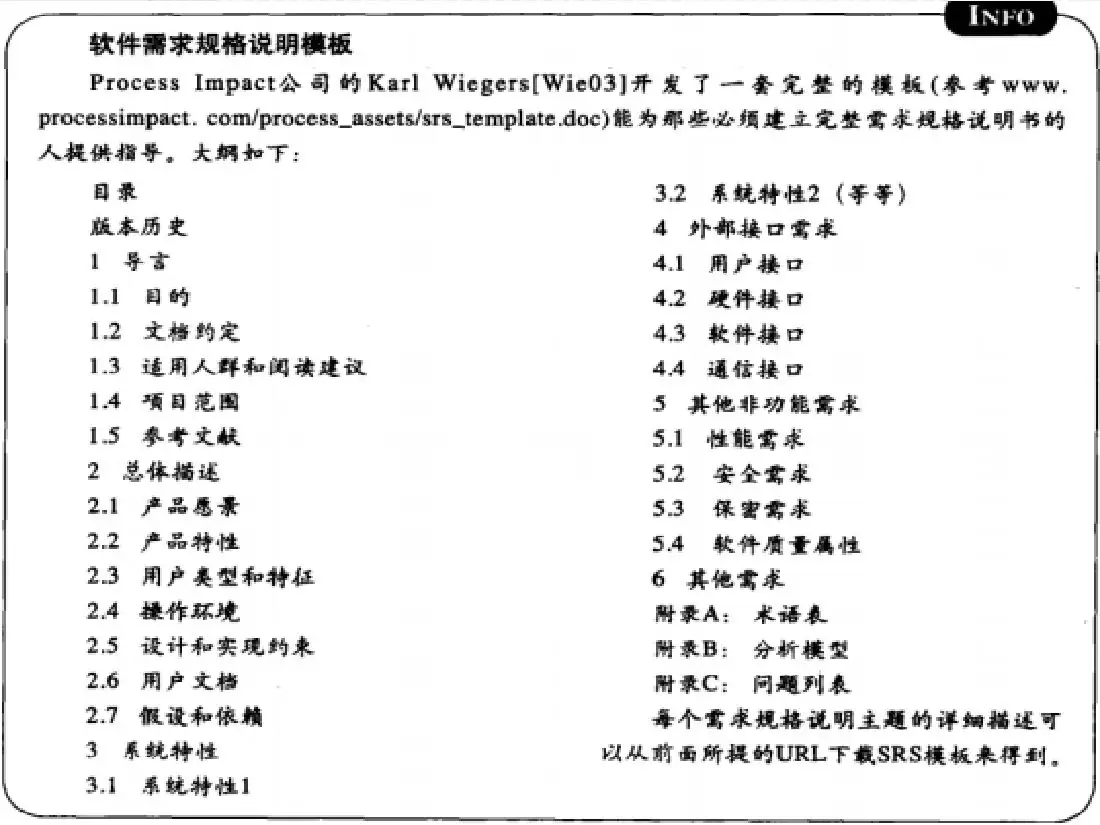 INFO
软件需求规格说明模板
Process Impact公司的Karl Wiegers[Wie03]开发了一套完整的模板(参考www.
processimpact. com/process_assets/srs_template.doc)能为那些必须建立完整需求规格说明书的
人提供指导。大纲如下：
目录
版本历史
1 导言
1.1 目的
1.2 文档约定
1.3 适用人群和阅读建议
1.4 项目范围
1.5 参考文献
2 总体描述
2.1 产品愿景
2.2 产品特性
2.3 用户类型和特征
2.4 操作环境
2.5 设计和实现约束
2.6 用户文档
2.7 假设和依赖
3 系统特性
3.1 系统特性1
3.2 系统特性2（等等）
4 外部接口需求
4.1 用户接口
4.2 硬件接口
4.3 软件接口
4.4 通信接口
5 其他非功能需求
5.1 性能需求
5.2 安全需求
5.3 保密需求
5.4 软件质量属性
6 其他需求
附录A：术语表
附录B：分析模型
附录C：问题列表
每个需求规格说明主题的详细描述可
以从前面所提的URL下载SRS模板来得到。